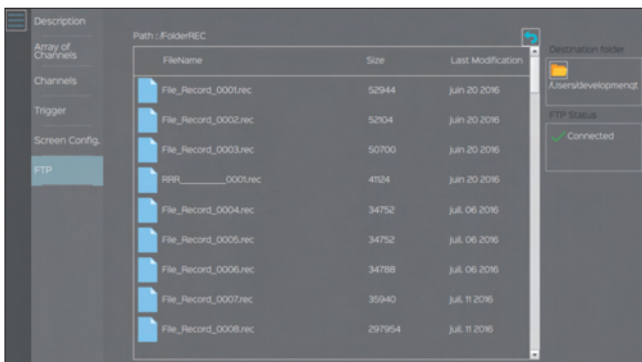 Description
Array of
Channels
Channels
Trigger
Screen Config.
FTP
Path : /FolderREC
FileName Size Last Modification
File_Record_0001.rec 52944 juin 20 2016
File_Record_0002.rec 52104 juin 20 2016
File_Record_0003.rec 50700 juin 20 2016
RRR_________0001.rec 41124 juin 20 2016
File_Record_0004.rec 34752 juil. 06 2016
File_Record_0005.rec 34752 juil. 06 2016
File_Record_0006.rec 34788 juil. 06 2016
File_Record_0007.rec 35940 juil. 11 2016
File_Record_0008.rec 297954 juil. 11 2016
Destination folder
/Users/developmenqt
FTP Status
Connected